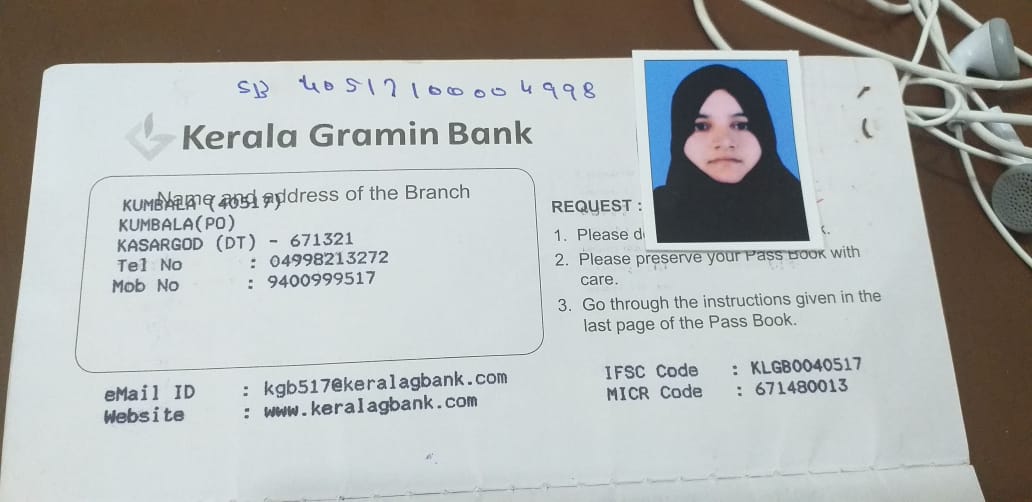 SB 40517100004998
Kerala Gramin Bank
Name and address of the Branch
KUMBALA (40517)
KUMBALA(PO)
KASARGOD (DT) - 671321
Tel No : 04998213272
Mob No : 9400999517
eMail ID : kgb517@keralagbank.com
Website : www.keralagbank.com
REQUEST :
1. Please d
2. Please preserve your Pass Book with
care.
3. Go through the instructions given in the
last page of the Pass Book.
IFSC Code : KLGB0040517
MICR Code : 671480013